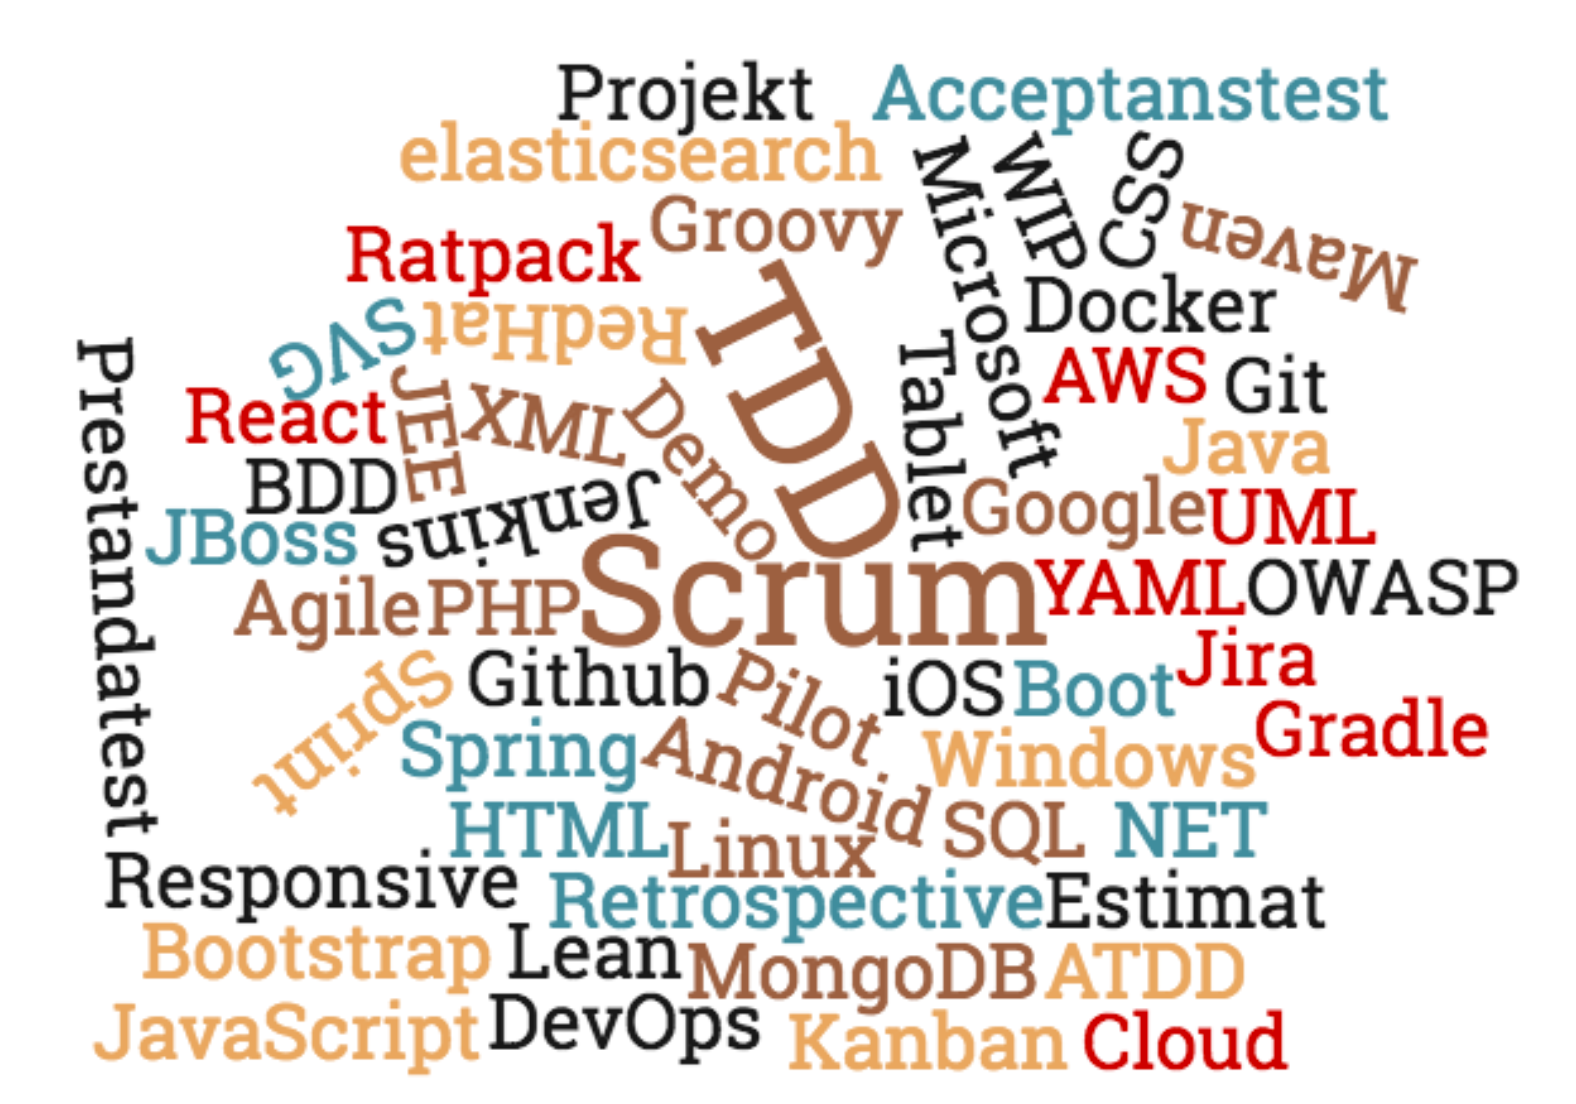 Projekt
Acceptanstest
elasticsearch
Microsoft
WIP
CSS
Maven
Groovy
Ratpack
RedHat
SVG
TDD
Docker
Prestandatest
React
JEE
XML
Demo
Tablet
AWS
Git
Java
BDD
Jenkins
Google
UML
JBoss
Scrum
YAML
OWASP
Agile
PHP
Sprint
Github
Pilot
iOS
Boot
Jira
Spring
Android
Windows
Gradle
HTML
Linux
SQL
NET
Responsive
Retrospective
Estimat
Bootstrap
Lean
MongoDB
ATDD
JavaScript
DevOps
Kanban
Cloud